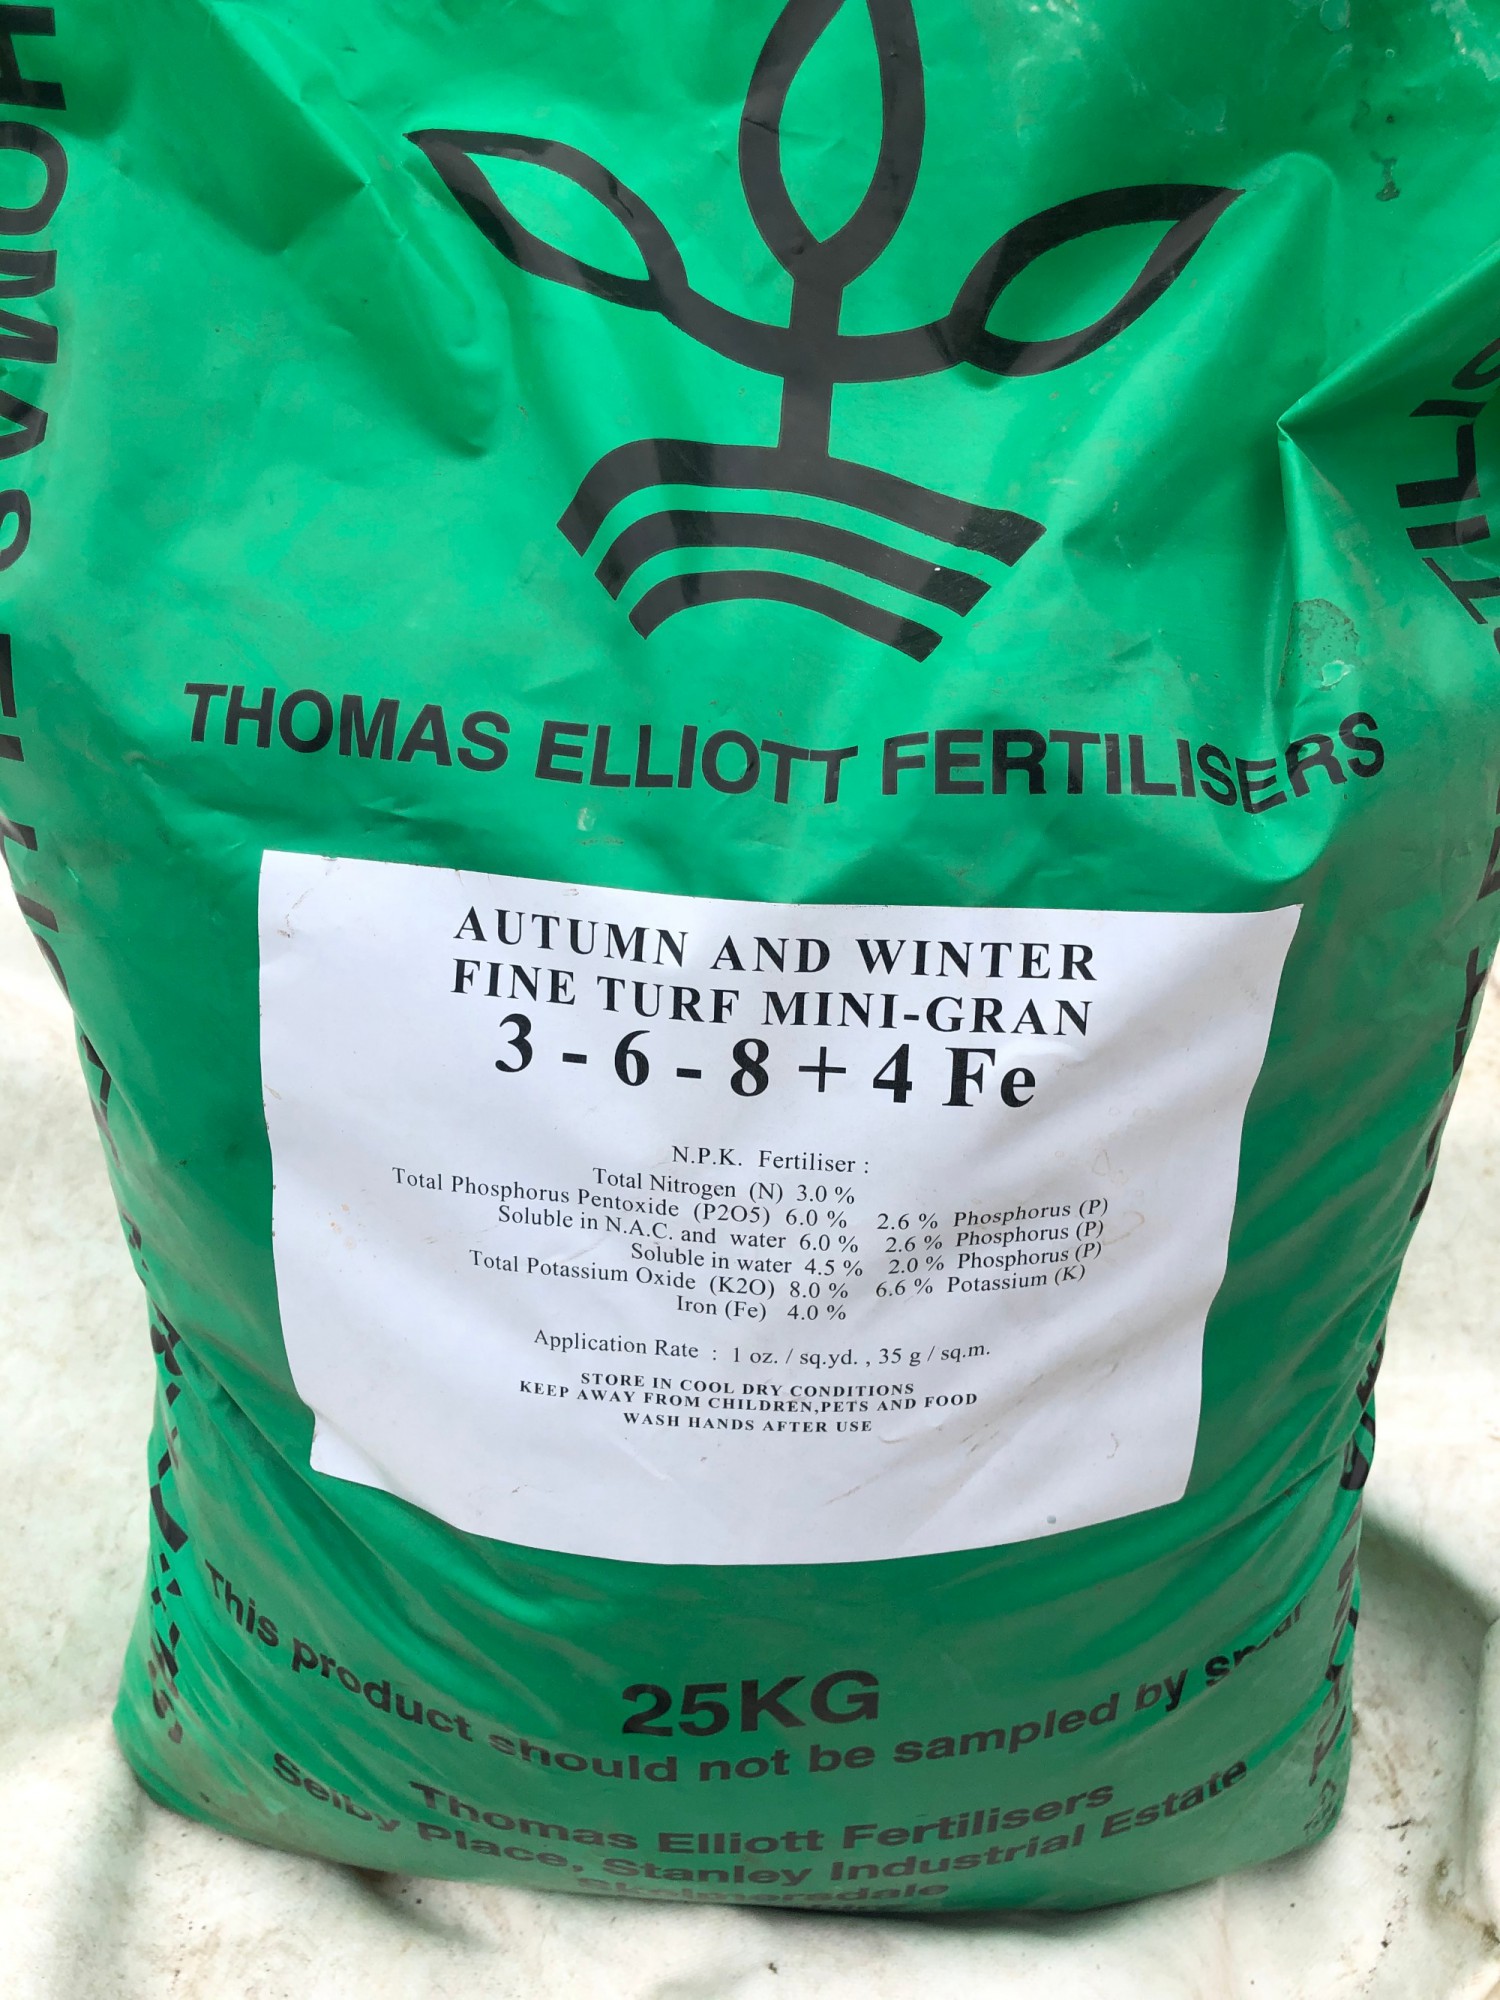 THOMAS ELLIOTT FERTILISERS
AUTUMN AND WINTER
FINE TURF MINI-GRAN
3 - 6 - 8 + 4 Fe
N.P.K. Fertiliser :
Total Nitrogen (N) 3.0 %
Total Phosphorus Pentoxide (P2O5) 6.0 % 2.6 % Phosphorus (P)
Soluble in N.A.C. and water 6.0 % 2.6 % Phosphorus (P)
Soluble in water 4.5 % 2.0 % Phosphorus (P)
Total Potassium Oxide (K2O) 8.0 % 6.6 % Potassium (K)
Iron (Fe) 4.0 %
Application Rate : 1 oz. / sq.yd. , 35 g / sq.m.
STORE IN COOL DRY CONDITIONS
KEEP AWAY FROM CHILDREN,PETS AND FOOD
WASH HANDS AFTER USE
25KG
This product should not be sampled by spear
Thomas Elliott Fertilisers
Selby Place, Stanley Industrial Estate
Skelmersdale